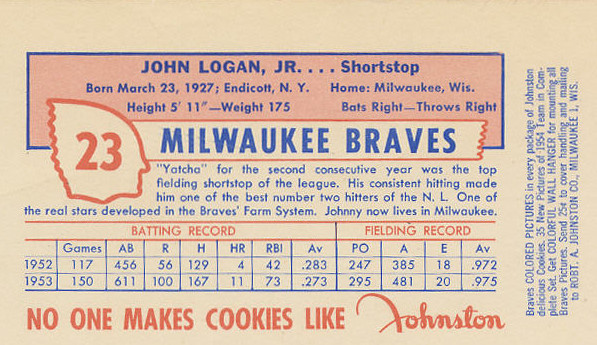 JOHN LOGAN, JR. . . . Shortstop
Born March 23, 1927; Endicott, N. Y. Home: Milwaukee, Wis.
Height 5' 11"—Weight 175 Bats Right—Throws Right
23
MILWAUKEE BRAVES
"Yatcha" for the second consecutive year was the top
fielding shortstop of the league. His consistent hitting made
him one of the best number two hitters of the N. L. One of
the real stars developed in the Braves' Farm System. Johnny now lives in Milwaukee.
BATTING RECORD FIELDING RECORD
Games AB R H HR RBI Av PO A E Av
1952 117 456 56 129 4 42 .283 247 385 18 .972
1953 150 611 100 167 11 73 .273 295 481 20 .975
NO ONE MAKES COOKIES LIKE Johnston
Braves COLORED PICTURES in every package of Johnston
delicious Cookies. 35 New Pictures of 1954 Team in Com-
plete Set. Get COLORFUL WALL HANGER for mounting all
Braves Pictures. Send 25¢ to cover handling and mailing
to ROBT. A. JOHNSTON CO., MILWAUKEE 1, WIS.